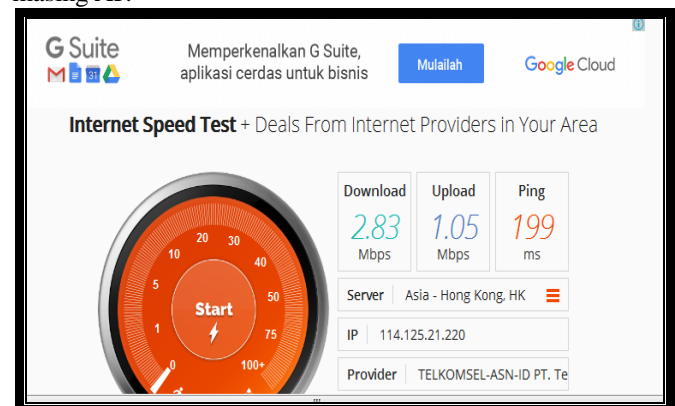 G Suite
Memperkenalkan G Suite,
aplikasi cerdas untuk bisnis
Mulailah
Google Cloud
31
Internet Speed Test + Deals From Internet Providers in Your Area
Download
2.83
Mbps
Upload
1.05
Mbps
Ping
199
ms
Server Asia - Hong Kong, HK
IP 114.125.21.220
Provider TELKOMSEL-ASN-ID PT. Te
0
1
5
10
20
30
40
50
75
100+
Start